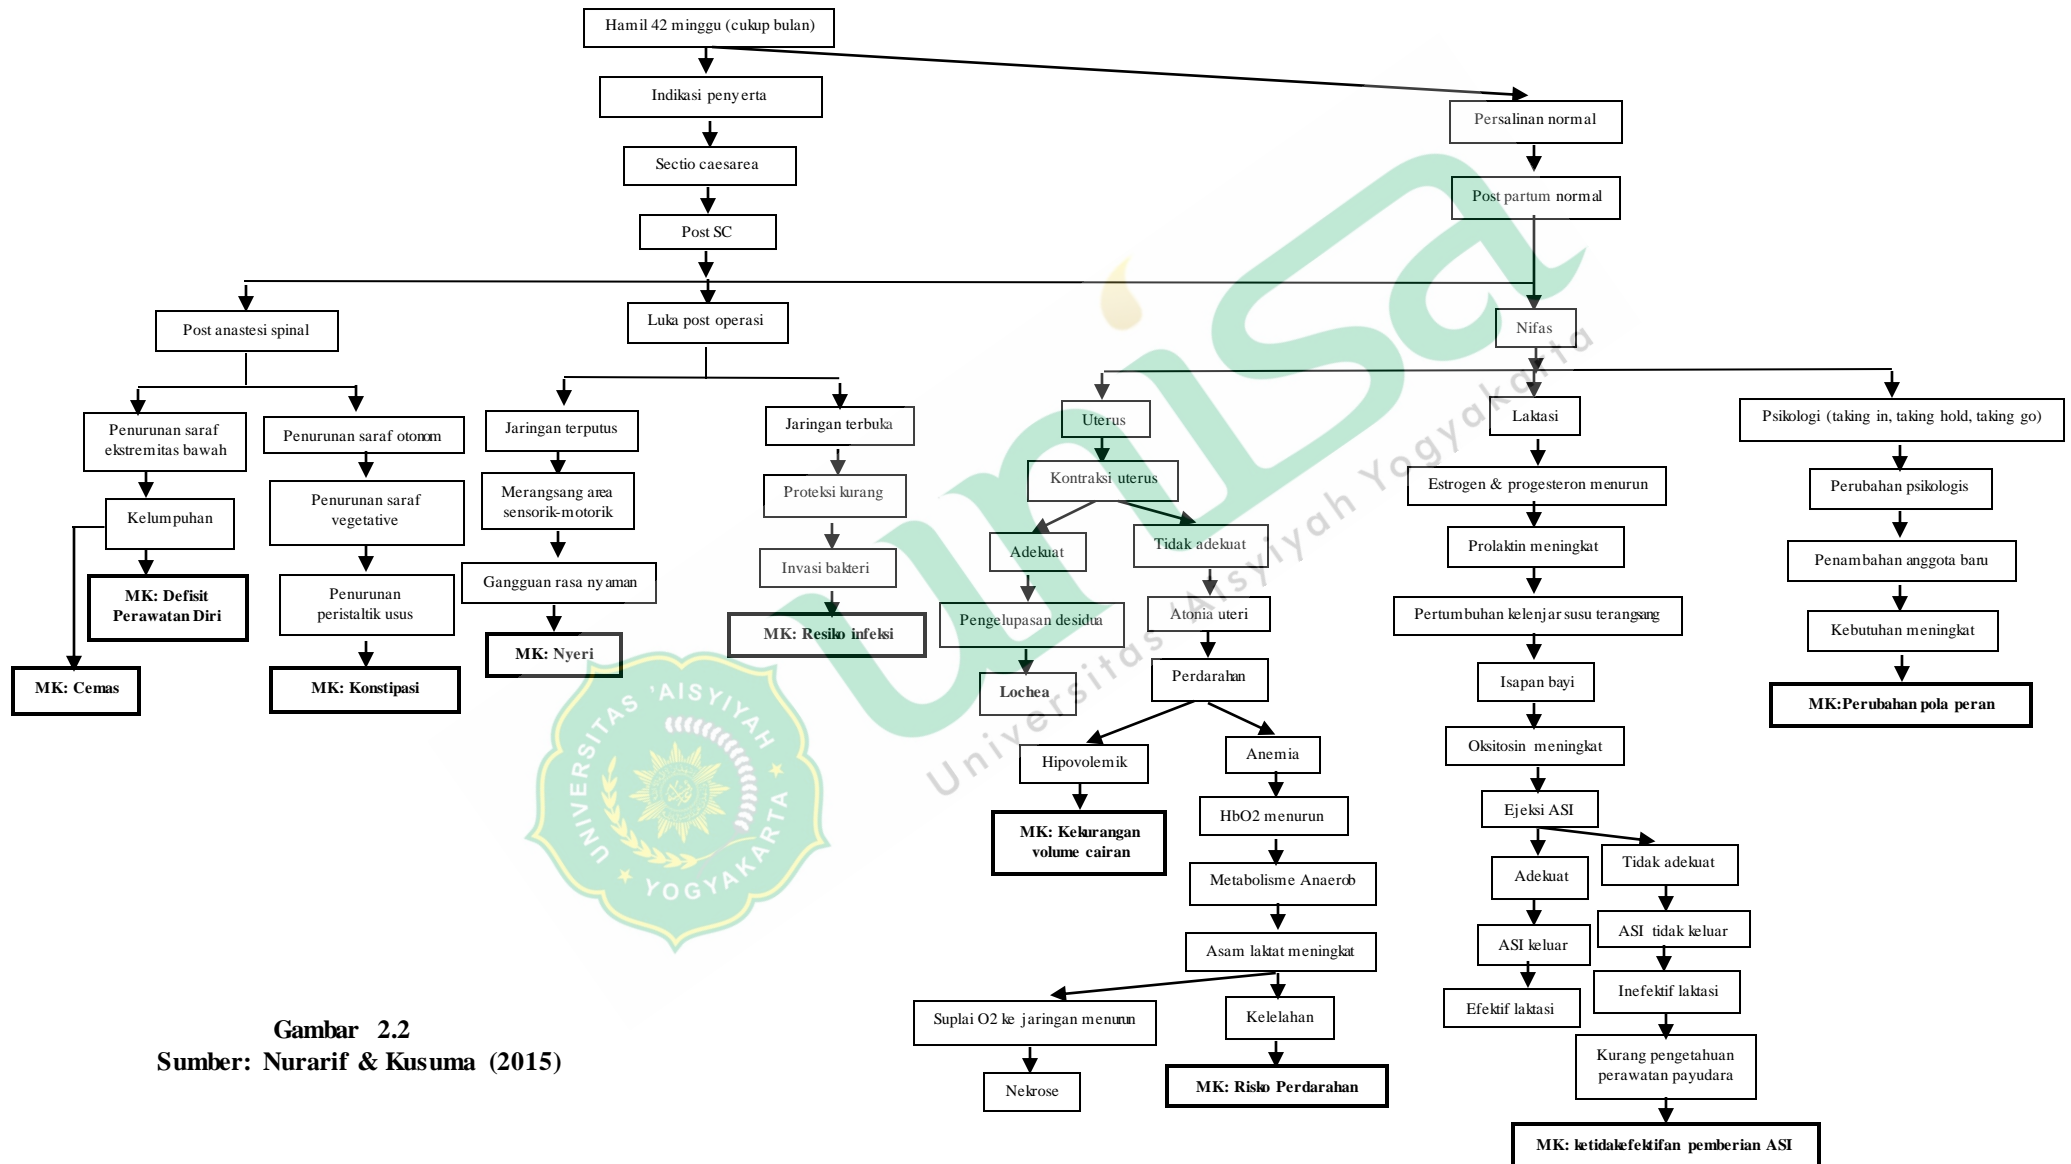 Hamil 42 minggu (cukup bulan)
Indikasi penyerta
Persalinan normal
Sectio caesarea
Post partum normal
Post SC
Post anastesi spinal
Luka post operasi
Nifas
Penurunan saraf
ekstremitas bawah
Penurunan saraf otonom
Jaringan terputus
Jaringan terbuka
Uterus
Laktasi
Psikologi (taking in, taking hold, taking go)
Kelumpuhan
Penurunan saraf
vegetative
Merangsang area
sensorik-motorik
Proteksi kurang
Kontraksi uterus
Estrogen & progesteron menurun
Perubahan psikologis
MK: Defisit
Perawatan Diri
Penurunan
peristaltik usus
Gangguan rasa nyaman
Invasi bakteri
Adekuat
Tidak adekuat
Prolaktin meningkat
Penambahan anggota baru
MK: Cemas
MK: Konstipasi
MK: Nyeri
MK: Resiko infeksi
Pengelupasan desidua
Atonia uteri
Pertumbuhan kelenjar susu terangsang
Kebutuhan meningkat
Lochea
Perdarahan
Isapan bayi
MK:Perubahan pola peran
Hipovolemik
Anemia
Oksitosin meningkat
MK: Kekurangan
volume cairan
HbO2 menurun
Ejeksi ASI
Metabolisme Anaerob
Adekuat
Tidak adekuat
Asam laktat meningkat
ASI keluar
ASI tidak keluar
Suplai O2 ke jaringan menurun
Kelelahan
Efektif laktasi
Inefektif laktasi
Nekrose
MK: Risko Perdarahan
Kurang pengetahuan
perawatan payudara
MK: ketidakefektifan pemberian ASI
Gambar 2.2
Sumber: Nurarif & Kusuma (2015)
unisa
Universitas 'Aisyiyah Yogyakarta
UNIVERSITAS 'AISYIYAH
YOGYAKARTA